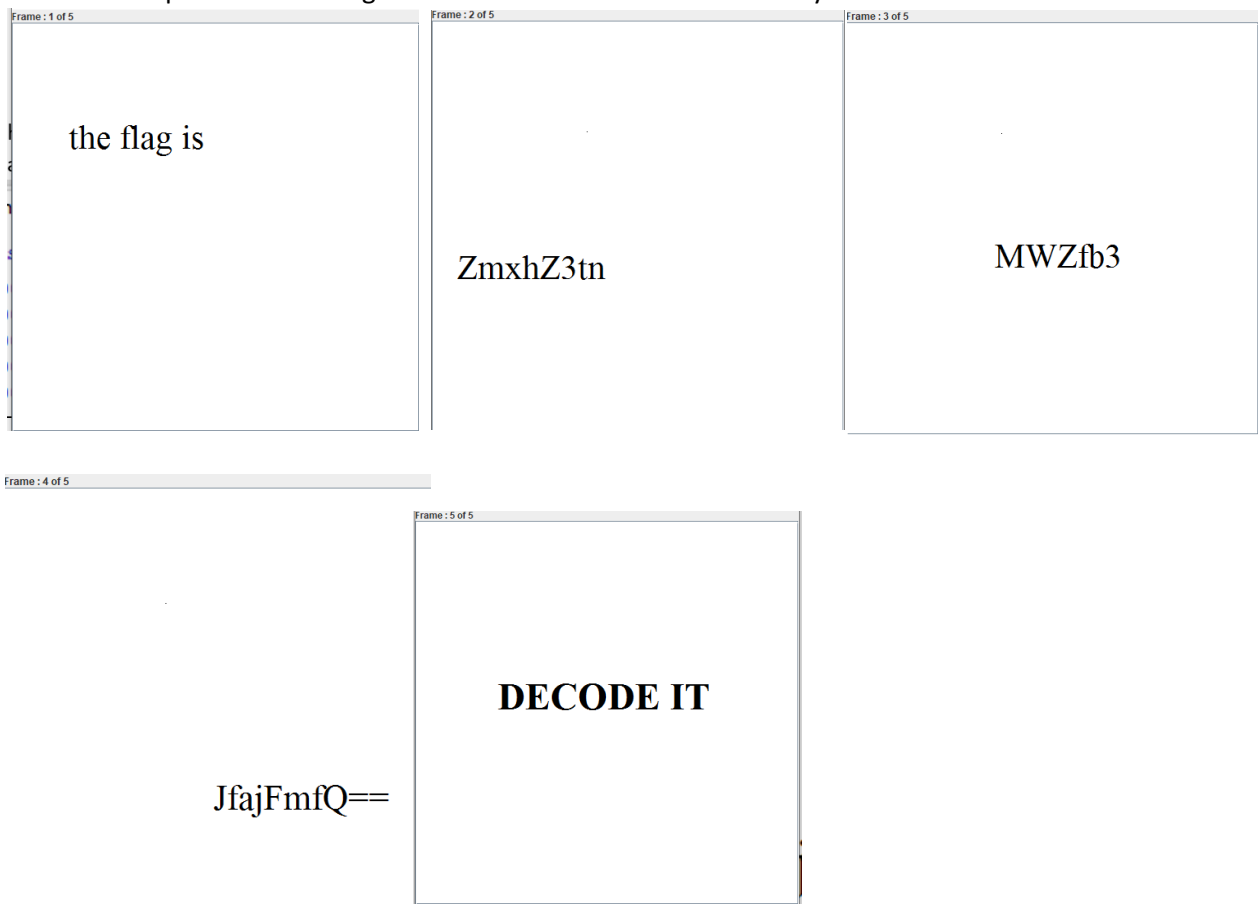 Frame : 1 of 5
Frame : 2 of 5
Frame : 3 of 5
the flag is
ZmxhZ3tn
MWZfb3
Frame : 4 of 5
Frame : 5 of 5
DECODE IT
JfajFmfQ==